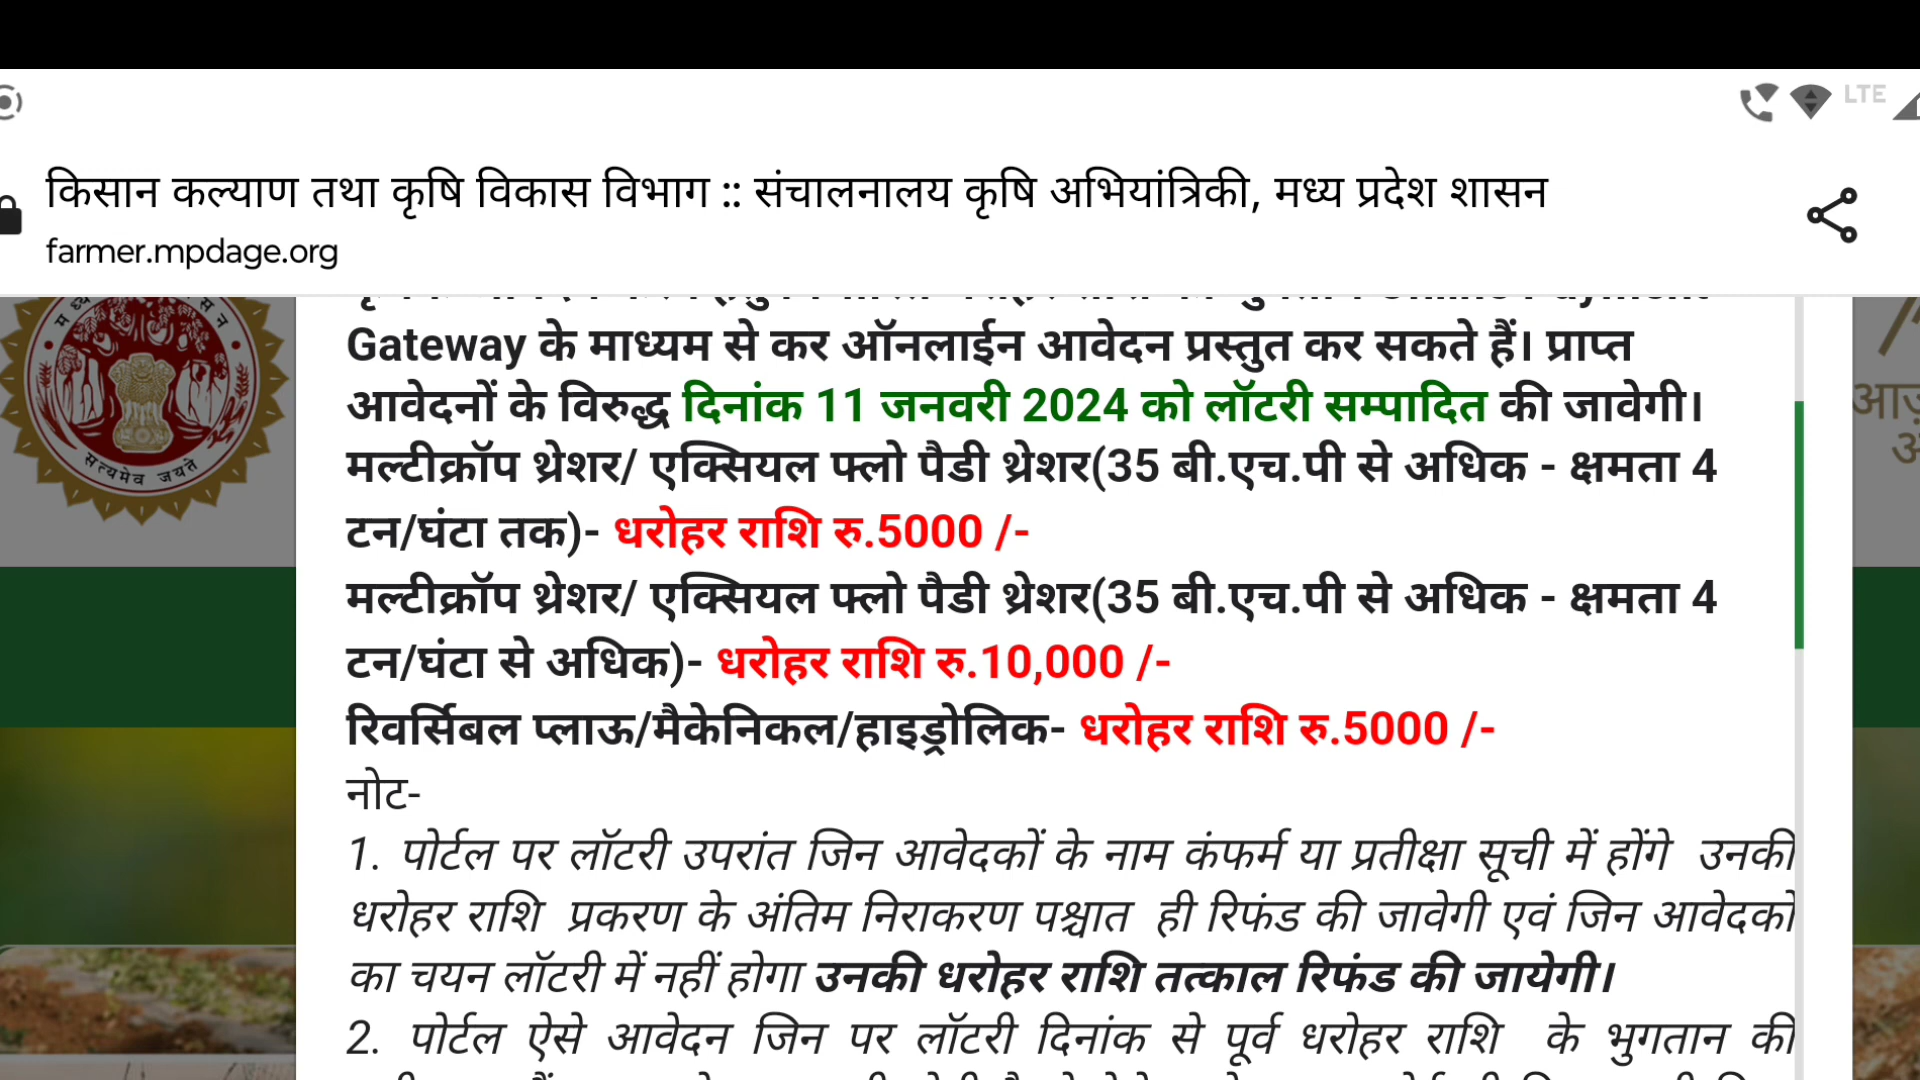 LTE
किसान कल्याण तथा कृषि विकास विभाग :: संचालनालय कृषि अभियांत्रिकी, मध्य प्रदेश शासन
farmer.mpdage.org
Gateway के माध्यम से कर ऑनलाईन आवेदन प्रस्तुत कर सकते हैं। प्राप्त
आवेदनों के विरुद्ध दिनांक 11 जनवरी 2024 को लॉटरी सम्पादित की जावेगी।
मल्टीक्रॉप थ्रेशर/ एक्सियल फ्लो पैडी थ्रेशर(35 बी.एच.पी से अधिक - क्षमता 4
टन/घंटा तक)- धरोहर राशि रु.5000 /-
मल्टीक्रॉप थ्रेशर/ एक्सियल फ्लो पैडी थ्रेशर(35 बी.एच.पी से अधिक - क्षमता 4
टन/घंटा से अधिक)- धरोहर राशि रु.10,000 /-
रिवर्सिबल प्लाऊ/मैकेनिकल/हाइड्रोलिक- धरोहर राशि रु.5000 /-
नोट-
1. पोर्टल पर लॉटरी उपरांत जिन आवेदकों के नाम कंफर्म या प्रतीक्षा सूची में होंगे उनकी
धरोहर राशि प्रकरण के अंतिम निराकरण पश्चात ही रिफंड की जावेगी एवं जिन आवेदको
का चयन लॉटरी में नहीं होगा उनकी धरोहर राशि तत्काल रिफंड की जायेगी।
2. पोर्टल ऐसे आवेदन जिन पर लॉटरी दिनांक से पूर्व धरोहर राशि के भुगतान की
सत्यमेव जयते